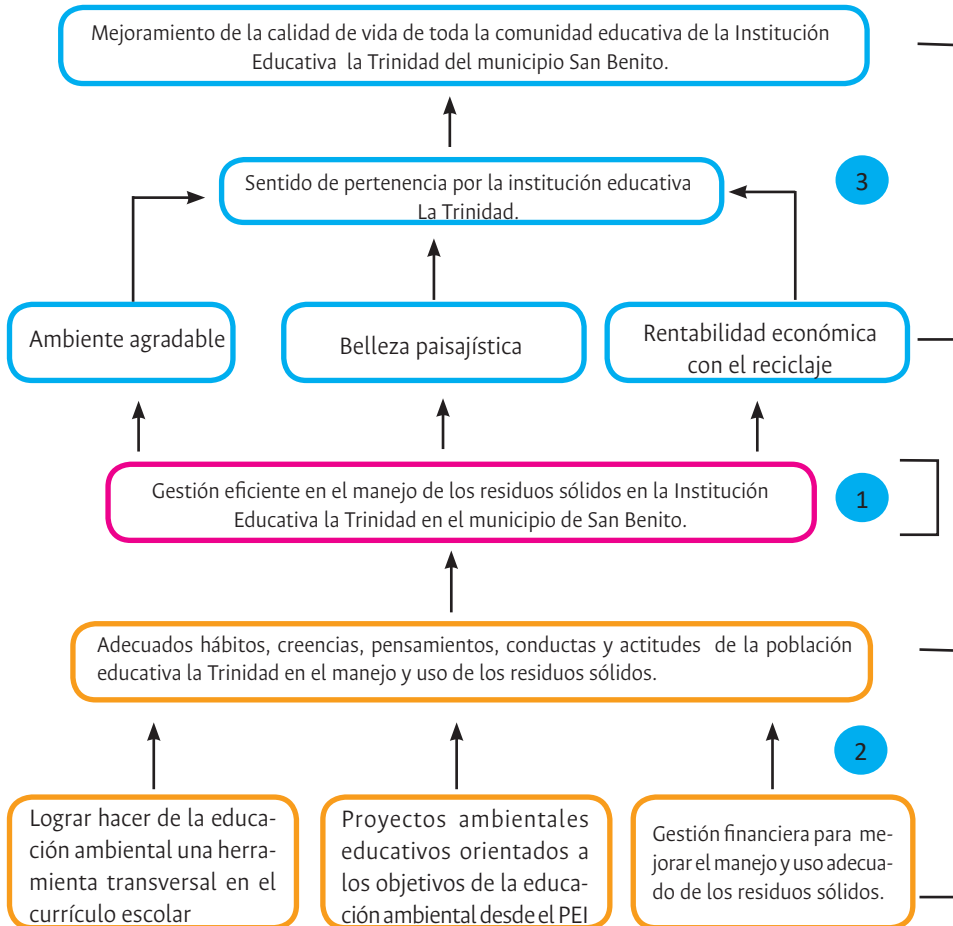 Mejoramiento de la calidad de vida de toda la comunidad educativa de la Institución
Educativa la Trinidad del municipio San Benito.
Sentido de pertenencia por la institución educativa
La Trinidad.
3
Ambiente agradable
Belleza paisajística
Rentabilidad económica
con el reciclaje
Gestión eficiente en el manejo de los residuos sólidos en la Institución
Educativa la Trinidad en el municipio de San Benito.
1
Adecuados hábitos, creencias, pensamientos, conductas y actitudes de la población
educativa la Trinidad en el manejo y uso de los residuos sólidos.
2
Lograr hacer de la educa-
ción ambiental una herra-
mienta transversal en el
currículo escolar
Proyectos ambientales
educativos orientados a
los objetivos de la educa-
ción ambiental desde el PEI
Gestión financiera para me-
jorar el manejo y uso adecua-
do de los residuos sólidos.